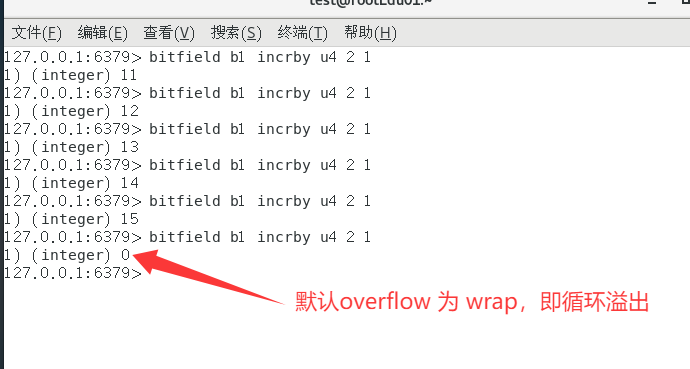 test@rootEdu01:~
文件(F) 编辑(E) 查看(V) 搜索(S) 终端(T) 帮助(H)
127.0.0.1:6379> bitfield b1 incrby u4 2 1
1) (integer) 11
127.0.0.1:6379> bitfield b1 incrby u4 2 1
1) (integer) 12
127.0.0.1:6379> bitfield b1 incrby u4 2 1
1) (integer) 13
127.0.0.1:6379> bitfield b1 incrby u4 2 1
1) (integer) 14
127.0.0.1:6379> bitfield b1 incrby u4 2 1
1) (integer) 15
127.0.0.1:6379> bitfield b1 incrby u4 2 1
1) (integer) 0
127.0.0.1:6379>
默认overflow 为 wrap，即循环溢出